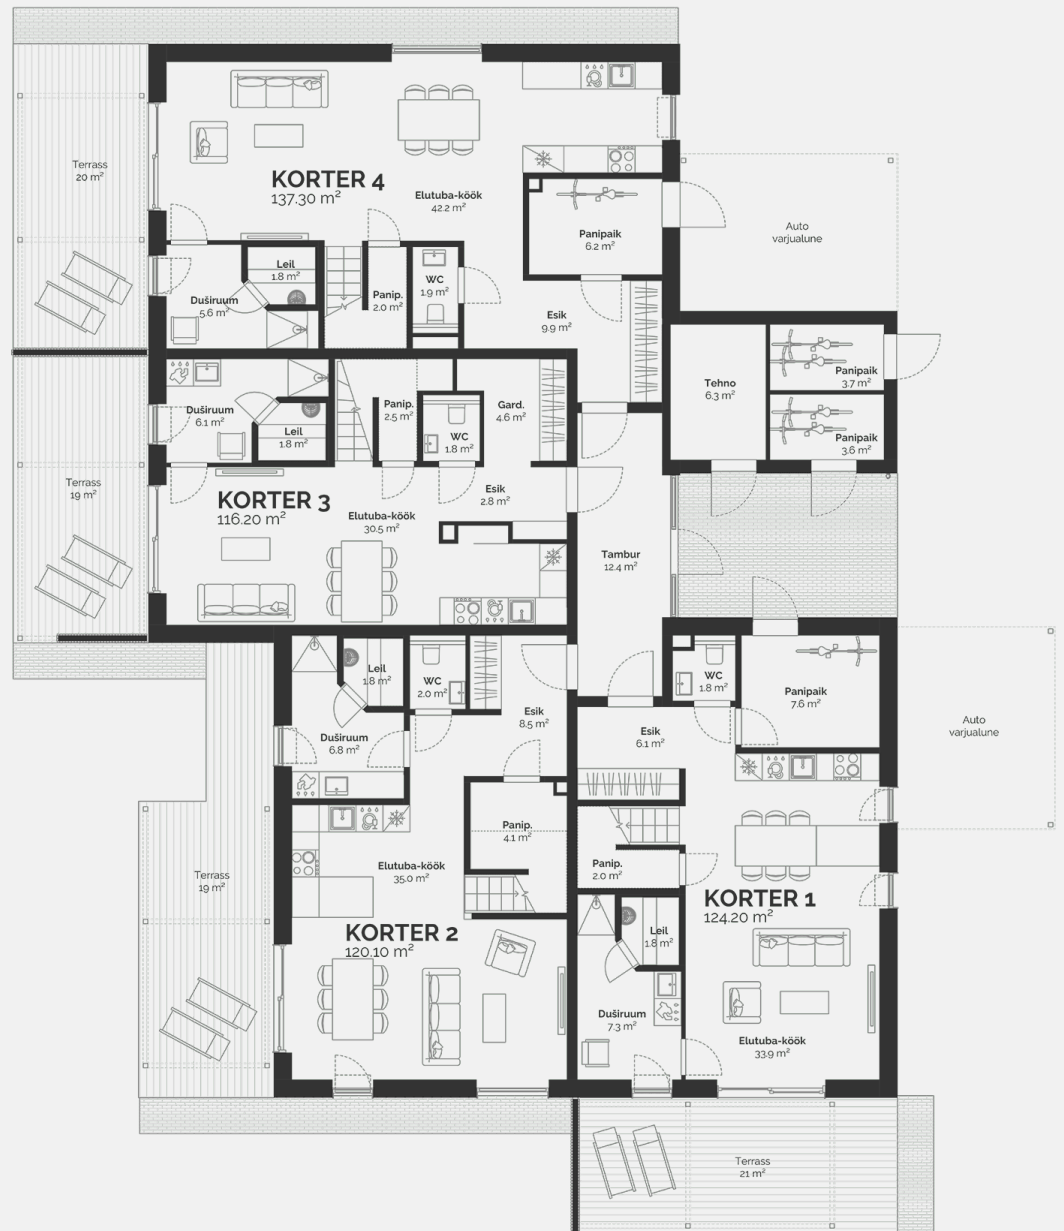 Terrass
20 m²
KORTER 4
137.30 m²
Elutuba-köök
42.2 m²
Panipaik
6.2 m²
Auto
varjualune
Leil
1.8 m²
Duširuum
5.6 m²
Panip.
2.0 m²
WC
1.9 m²
Esik
9.9 m²
Tehno
6.3 m²
Panipaik
3.7 m²
Panipaik
3.6 m²
Duširuum
6.1 m²
Leil
1.8 m²
Panip.
2.5 m²
WC
1.8 m²
Gard.
4.6 m²
Terrass
19 m²
KORTER 3
116.20 m²
Elutuba-köök
30.5 m²
Esik
2.8 m²
Tambur
12.4 m²
Leil
1.8 m²
WC
2.0 m²
Esik
8.5 m²
Duširuum
6.8 m²
WC
1.8 m²
Panipaik
7.6 m²
Esik
6.1 m²
Auto
varjualune
Panip.
4.1 m²
Elutuba-köök
35.0 m²
Terrass
19 m²
KORTER 2
120.10 m²
Panip.
2.0 m²
KORTER 1
124.20 m²
Leil
1.8 m²
Duširuum
7.3 m²
Elutuba-köök
33.9 m²
Terrass
21 m²